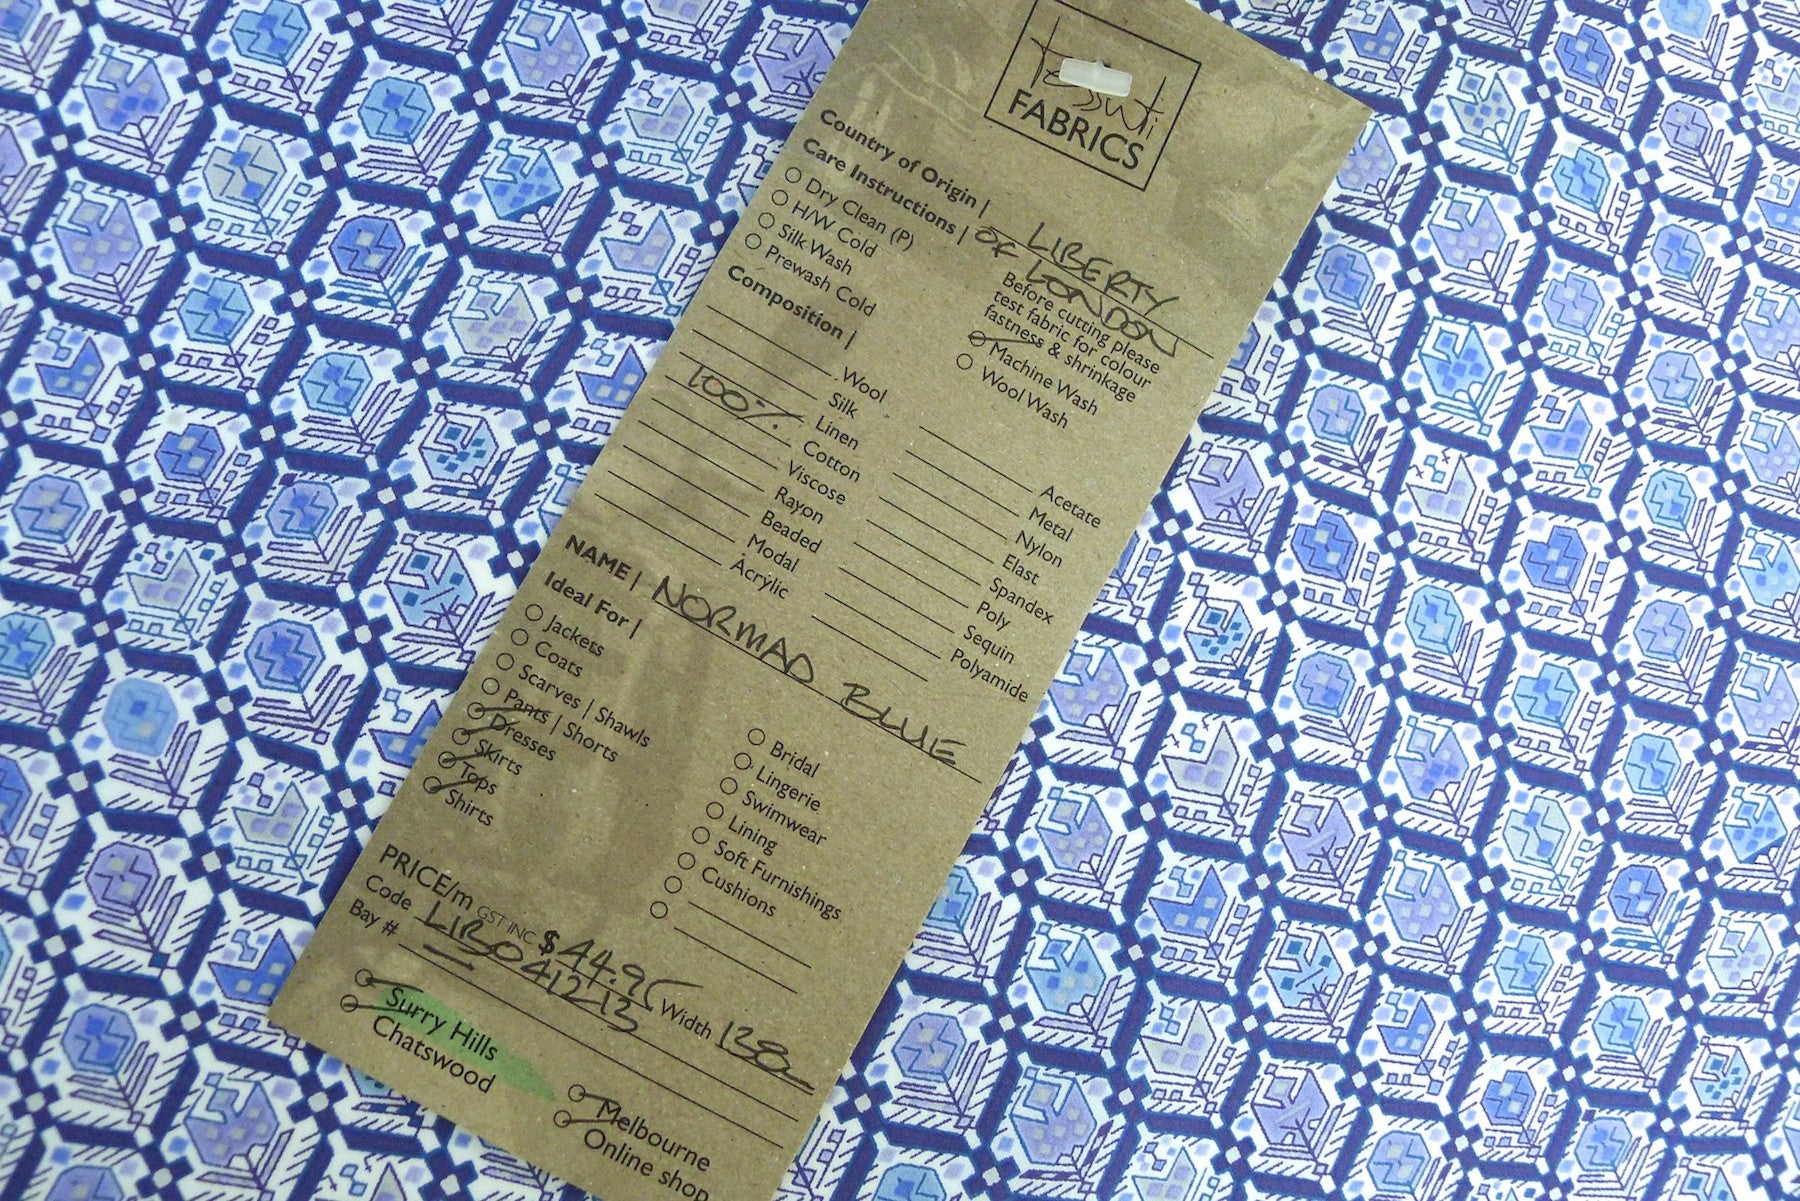 tessuti
FABRICS
Country of Origin | LIBERTY
Care Instructions | OF LONDON
Dry Clean (P)
H/W Cold
Silk Wash
Prewash Cold
Before cutting please
test fabric for colour
fastness & shrinkage
Machine Wash
Wool Wash
Composition |
Wool
Silk
Linen
100% Cotton
Viscose
Rayon
Beaded
Modal
Acrylic
Acetate
Metal
Nylon
Elast
Spandex
Poly
Sequin
Polyamide
NAME | NORMAD BLUE
Ideal For |
Jackets
Coats
Scarves | Shawls
Pants | Shorts
Dresses
Skirts
Tops
Shirts
Bridal
Lingerie
Swimwear
Lining
Soft Furnishings
Cushions
PRICE/m GST INC $44.95 Width 138
Code LIB0412-13
Bay #
Surry Hills
Chatswood
Melbourne
Online shop